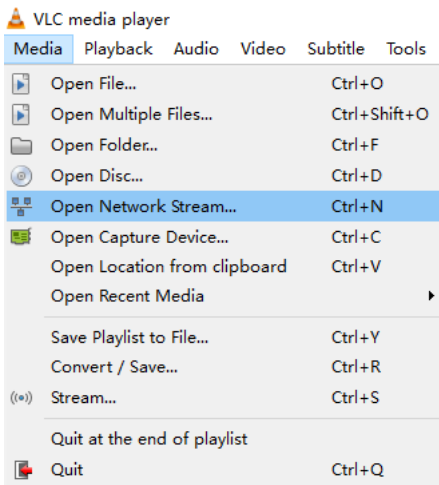 VLC media player
Media Playback Audio Video Subtitle Tools
Open File... Ctrl+O
Open Multiple Files... Ctrl+Shift+O
Open Folder... Ctrl+F
Open Disc... Ctrl+D
Open Network Stream... Ctrl+N
Open Capture Device... Ctrl+C
Open Location from clipboard Ctrl+V
Open Recent Media
Save Playlist to File... Ctrl+Y
Convert / Save... Ctrl+R
Stream... Ctrl+S
Quit at the end of playlist
Quit Ctrl+Q